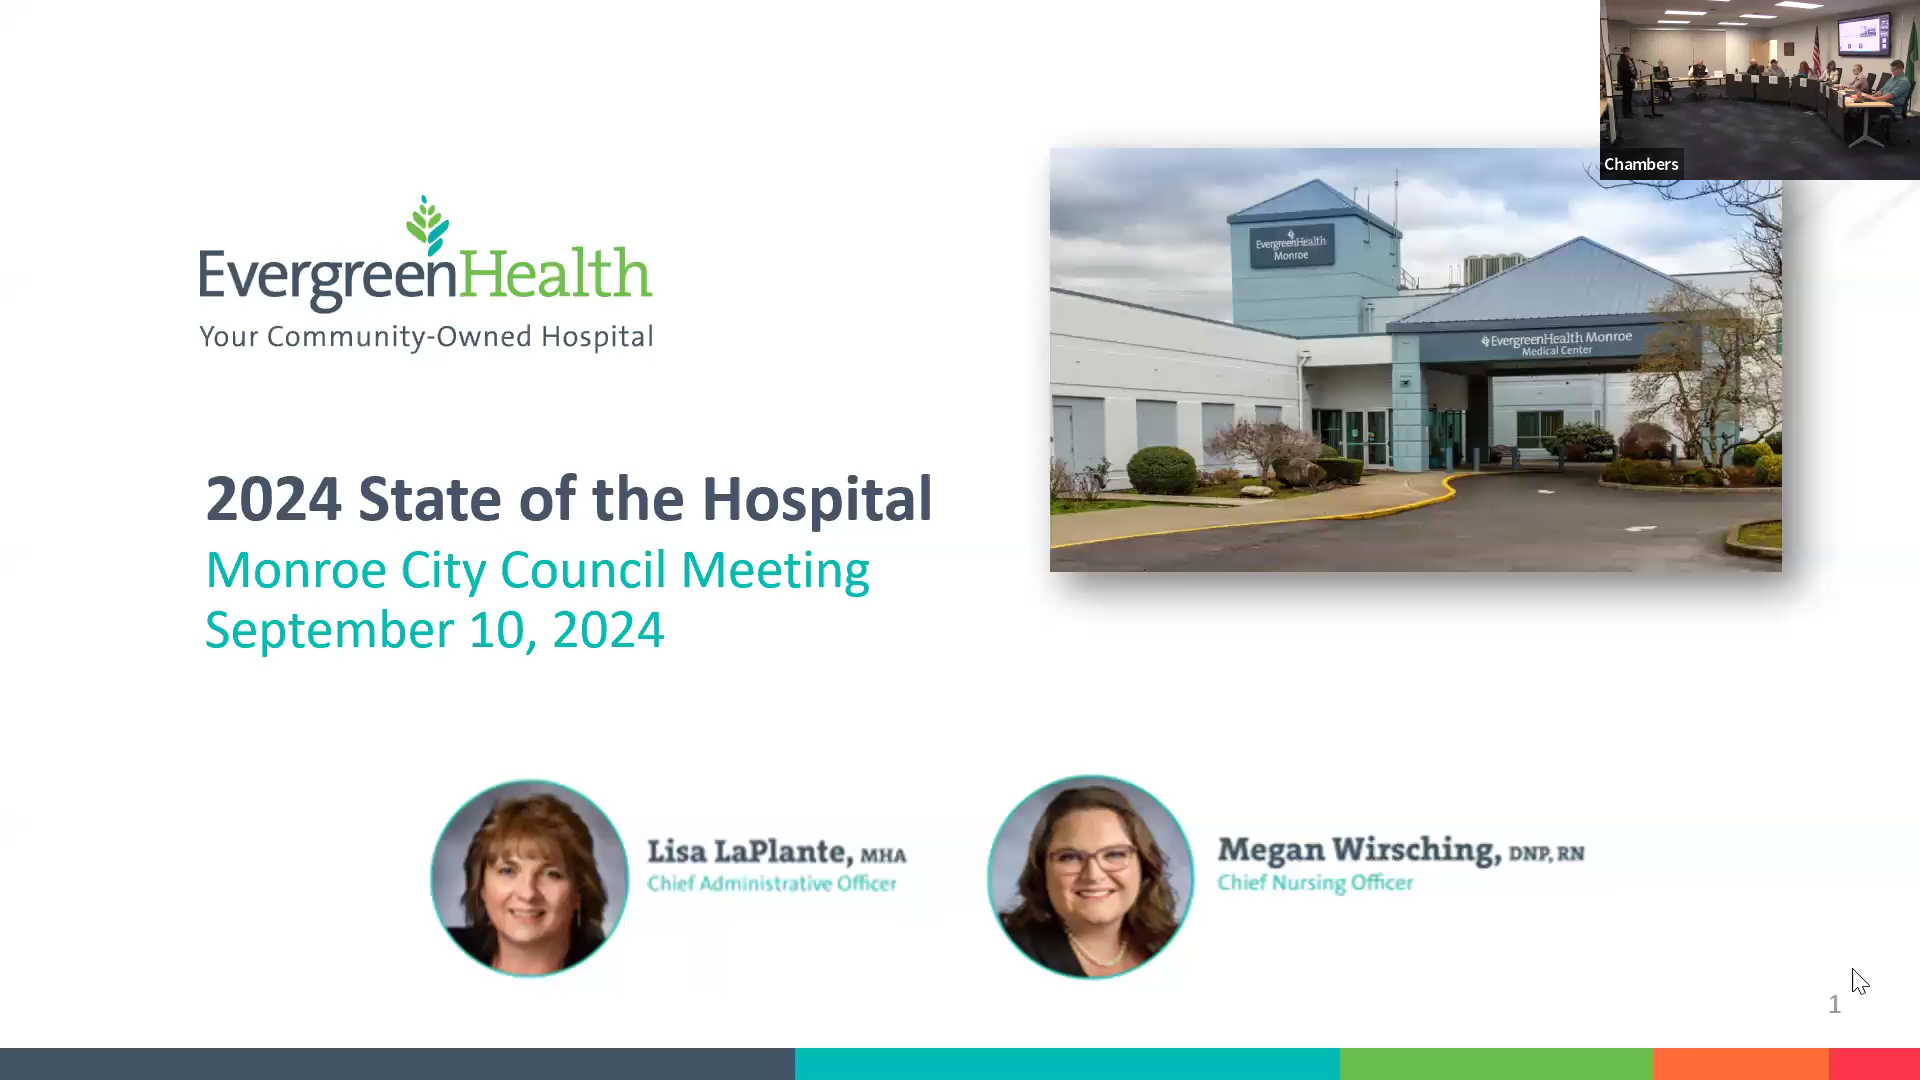 Chambers
EvergreenHealth
Your Community-Owned Hospital
EvergreenHealth
Monroe
EvergreenHealth Monroe
Medical Center
2024 State of the Hospital
Monroe City Council Meeting
September 10, 2024
Lisa LaPlante, MHA
Chief Administrative Officer
Megan Wirsching, DNP, RN
Chief Nursing Officer
1